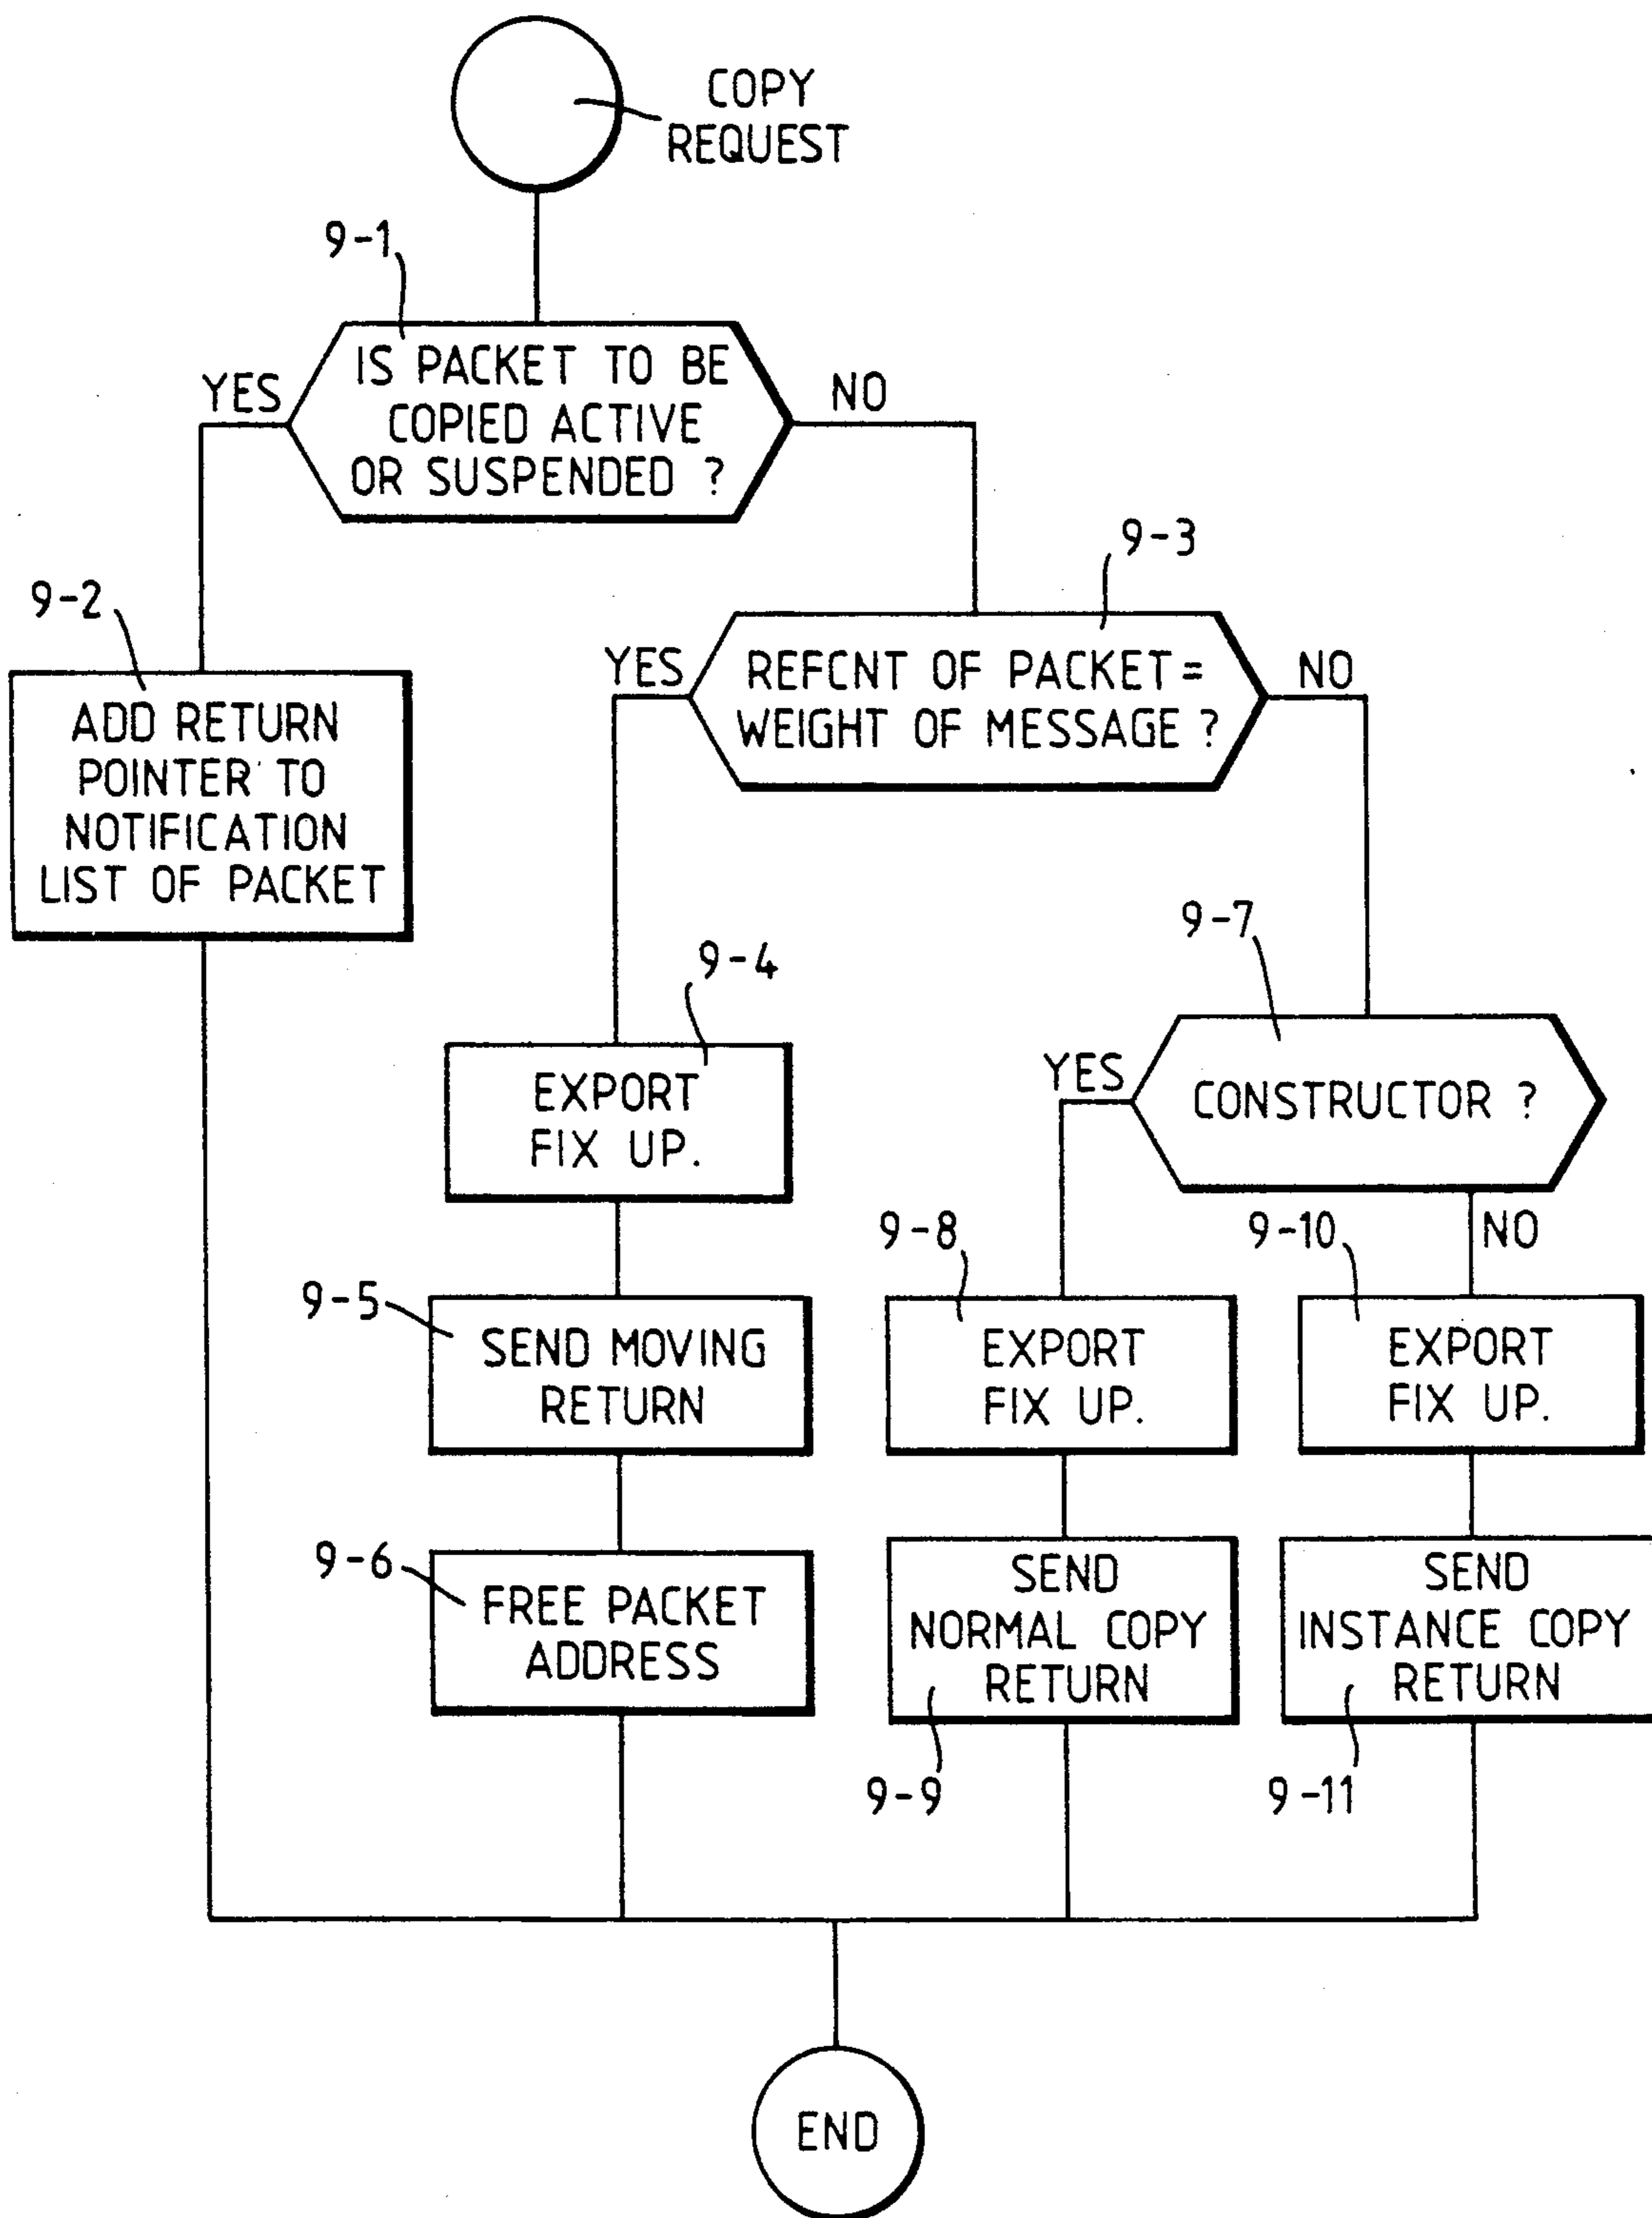 COPY
REQUEST
9-1
IS PACKET TO BE
COPIED ACTIVE
OR SUSPENDED ?
YES
NO
9-2
ADD RETURN
POINTER TO
NOTIFICATION
LIST OF PACKET
9-3
REFCNT OF PACKET =
WEIGHT OF MESSAGE ?
YES
NO
9-4
EXPORT
FIX UP.
9-5
SEND MOVING
RETURN
9-6
FREE PACKET
ADDRESS
9-7
CONSTRUCTOR ?
YES
NO
9-8
EXPORT
FIX UP.
9-9
SEND
NORMAL COPY
RETURN
9-10
EXPORT
FIX UP.
9-11
SEND
INSTANCE COPY
RETURN
END